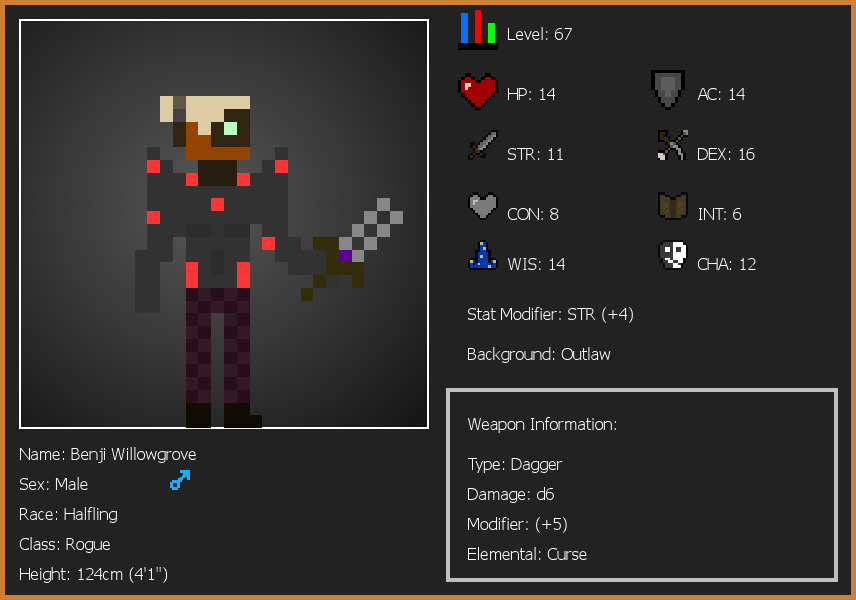 Level: 67
HP: 14
AC: 14
STR: 11
DEX: 16
CON: 8
INT: 6
WIS: 14
CHA: 12
Stat Modifier: STR (+4)
Background: Outlaw
Weapon Information:
Type: Dagger
Damage: d6
Modifier: (+5)
Elemental: Curse
Name: Benji Willowgrove
Sex: Male
Race: Halfling
Class: Rogue
Height: 124cm (4'1")